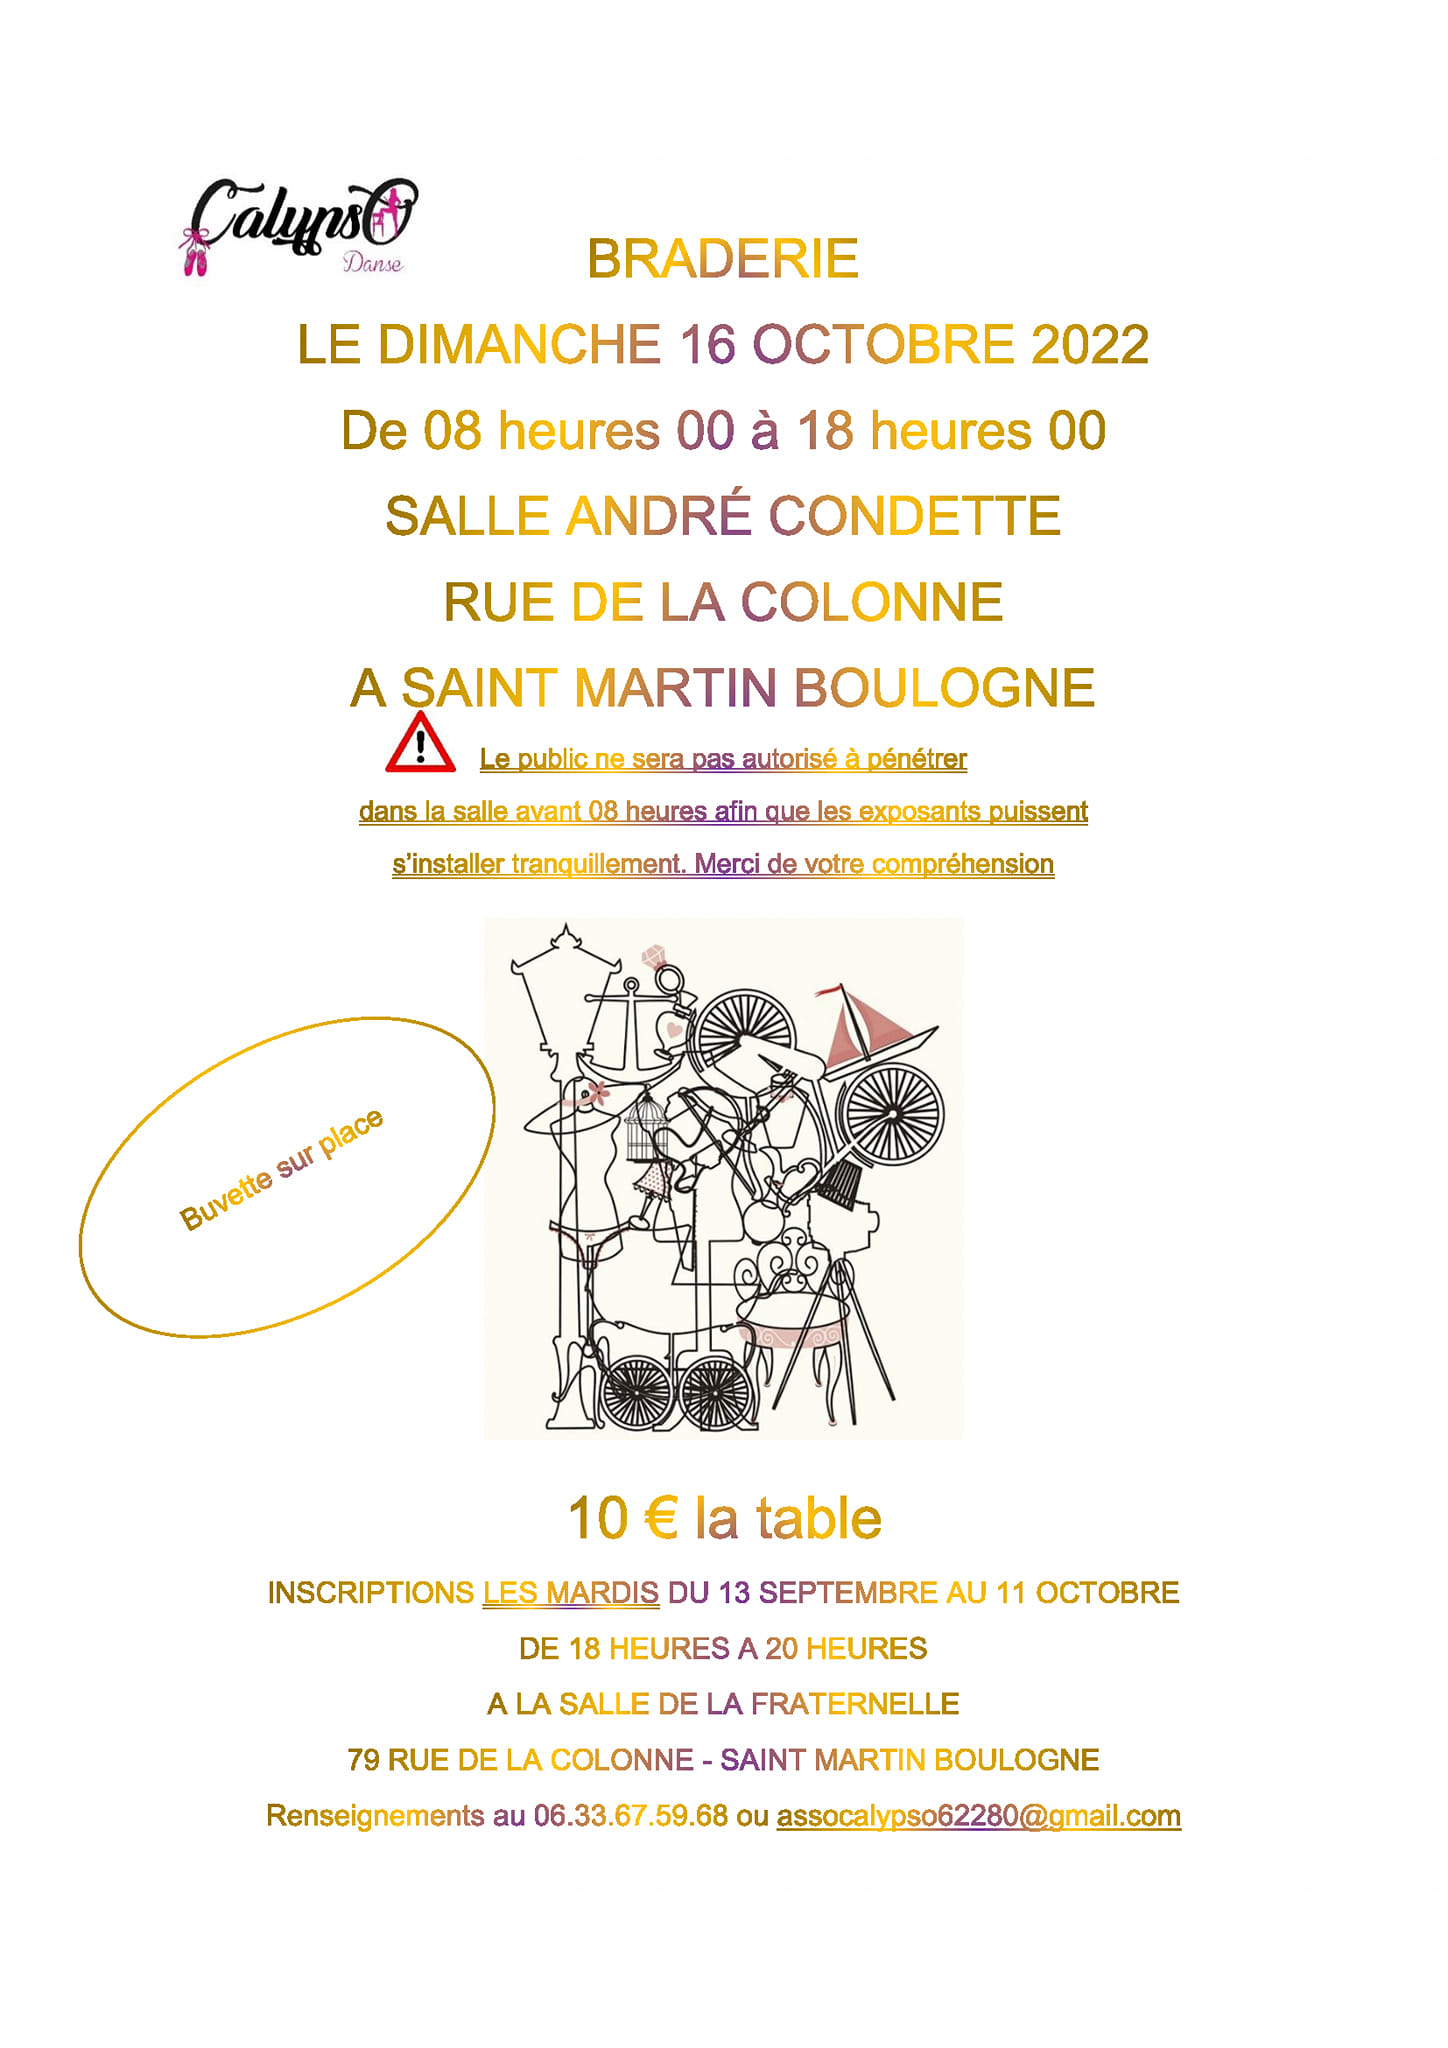 CalypsO
Danse
BRADERIE
LE DIMANCHE 16 OCTOBRE 2022
De 08 heures 00 à 18 heures 00
SALLE ANDRÉ CONDETTE
RUE DE LA COLONNE
A SAINT MARTIN BOULOGNE
Le public ne sera pas autorisé à pénétrer
dans la salle avant 08 heures afin que les exposants puissent
s’installer tranquillement. Merci de votre compréhension
Buvette sur place
10 € la table
INSCRIPTIONS LES MARDIS DU 13 SEPTEMBRE AU 11 OCTOBRE
DE 18 HEURES A 20 HEURES
A LA SALLE DE LA FRATERNELLE
79 RUE DE LA COLONNE - SAINT MARTIN BOULOGNE
Renseignements au 06.33.67.59.68 ou assocalypso62280@gmail.com